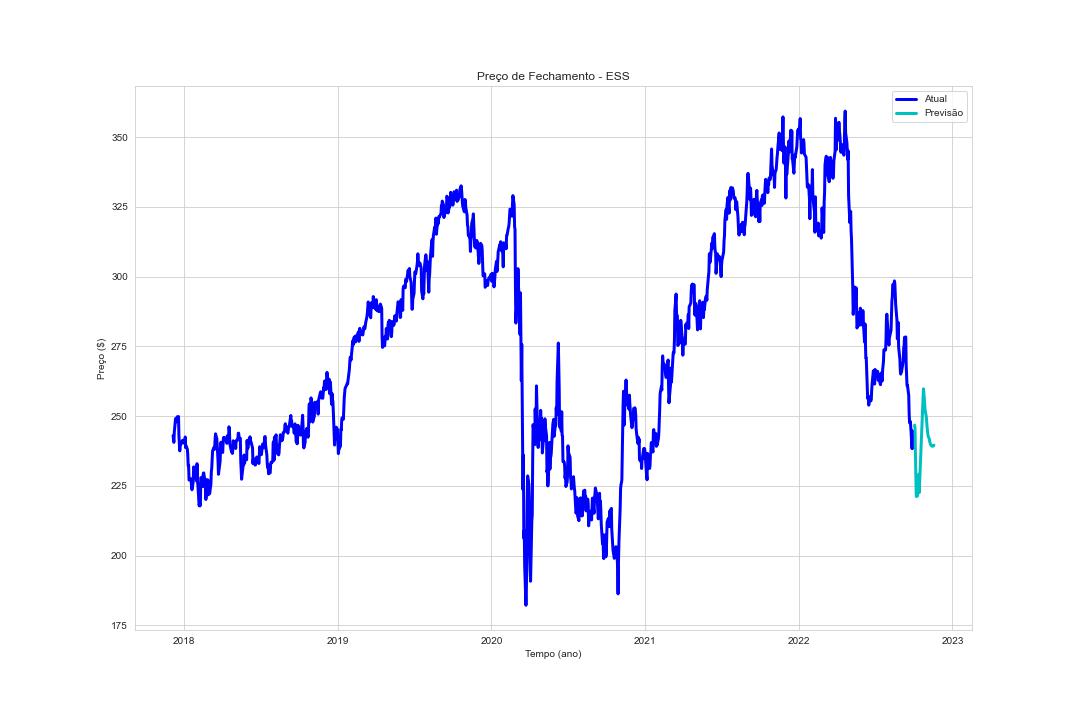 Preço de Fechamento - ESS
Atual
Previsão
350
325
300
275
250
225
200
175
Preço ($)
2018 2019 2020 2021 2022 2023
Tempo (ano)